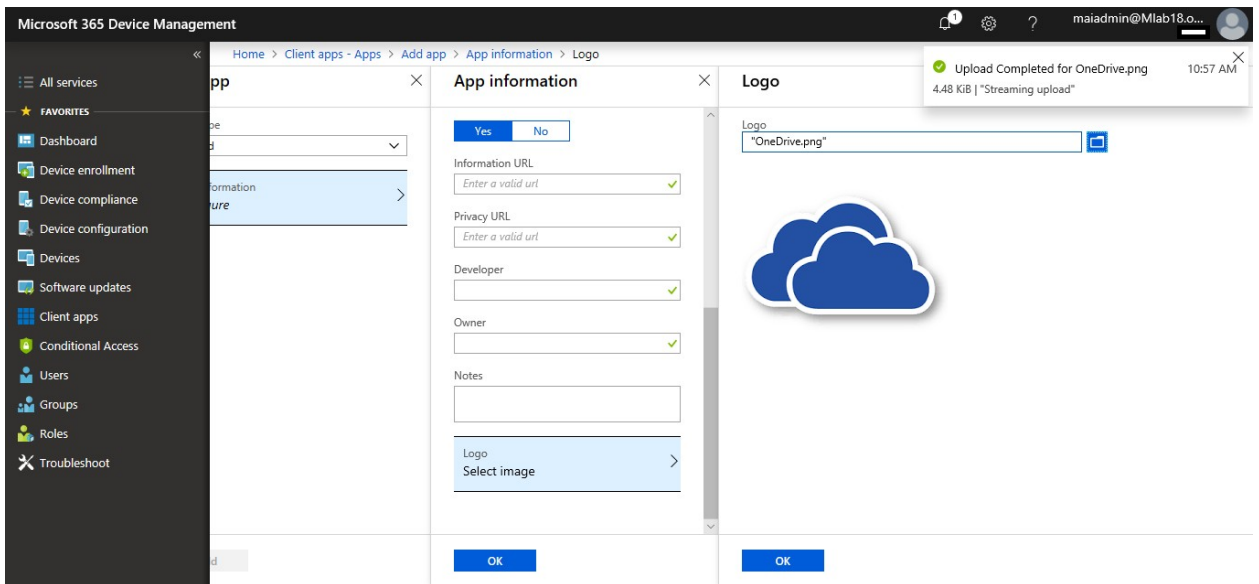 Microsoft 365 Device Management
1
?
maiadmin@Mlab18.o...
«
Home > Client apps - Apps > Add app > App information > Logo
All services
FAVORITES
Dashboard
Device enrollment
Device compliance
Device configuration
Devices
Software updates
Client apps
Conditional Access
Users
Groups
Roles
Troubleshoot
pp
pe
d
formation
ure
d
App information
Yes
No
Information URL
Enter a valid url
Privacy URL
Enter a valid url
Developer
Owner
Notes
Logo
Select image
OK
Logo
Upload Completed for OneDrive.png
10:57 AM
4.48 KiB | "Streaming upload"
Logo
"OneDrive.png"
OK